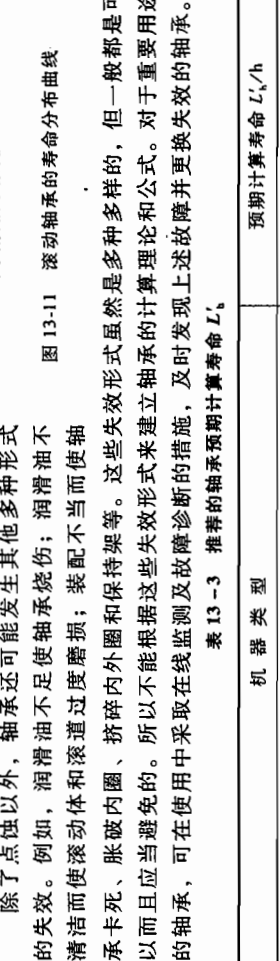 除了点蚀以外，轴承还可能发生其他多种形式
的失效。例如，润滑油不足使轴承烧伤；润滑油不
清洁而使滚动体和滚道过度磨损；装配不当而使轴
图 13-11 滚动轴承的寿命分布曲线
承卡死、胀破内圈、挤碎内外圈和保持架等。这些失效形式虽然是多种多样的，但一般都是可
以而且应当避免的。所以不能根据这些失效形式来建立轴承的计算理论和公式。对于重要用途
的轴承，可在使用中采取在线监测及故障诊断的措施，及时发现上述故障并更换失效的轴承。
表 13-3 推荐的轴承预期计算寿命 L′h
机器类型 预期计算寿命 L′h/h